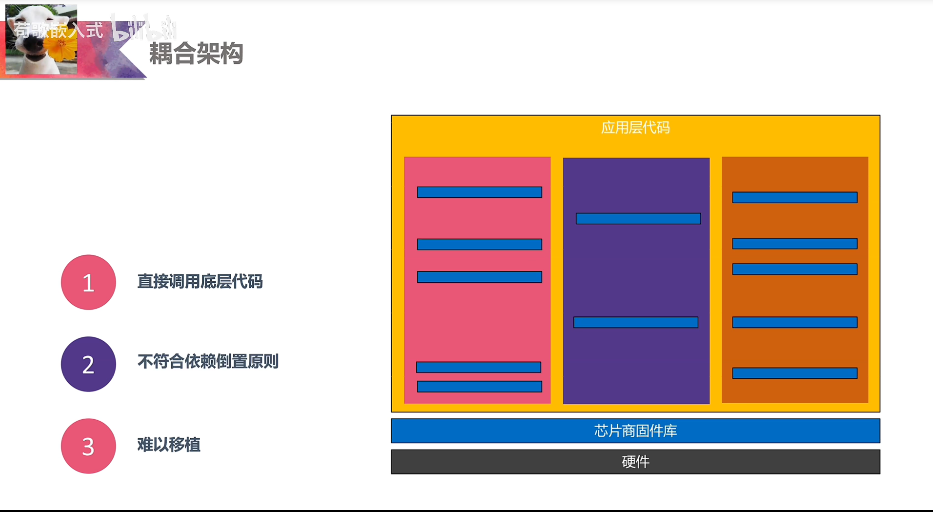 荀歌嵌入式 bilibili
耦合架构
应用层代码
1 直接调用底层代码
2 不符合依赖倒置原则
3 难以移植
芯片商固件库
硬件